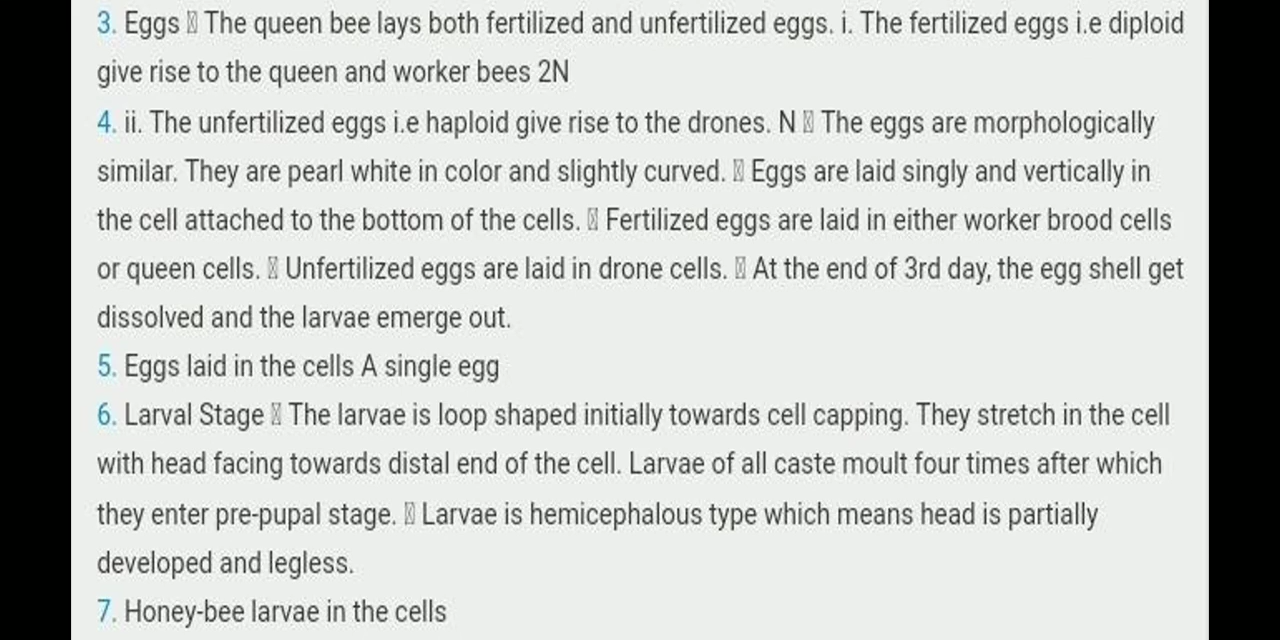 3. Eggs  The queen bee lays both fertilized and unfertilized eggs. i. The fertilized eggs i.e diploid
give rise to the queen and worker bees 2N
4. ii. The unfertilized eggs i.e haploid give rise to the drones. N  The eggs are morphologically
similar. They are pearl white in color and slightly curved.  Eggs are laid singly and vertically in
the cell attached to the bottom of the cells.  Fertilized eggs are laid in either worker brood cells
or queen cells.  Unfertilized eggs are laid in drone cells.  At the end of 3rd day, the egg shell get
dissolved and the larvae emerge out.
5. Eggs laid in the cells A single egg
6. Larval Stage  The larvae is loop shaped initially towards cell capping. They stretch in the cell
with head facing towards distal end of the cell. Larvae of all caste moult four times after which
they enter pre-pupal stage.  Larvae is hemicephalous type which means head is partially
developed and legless.
7. Honey-bee larvae in the cells